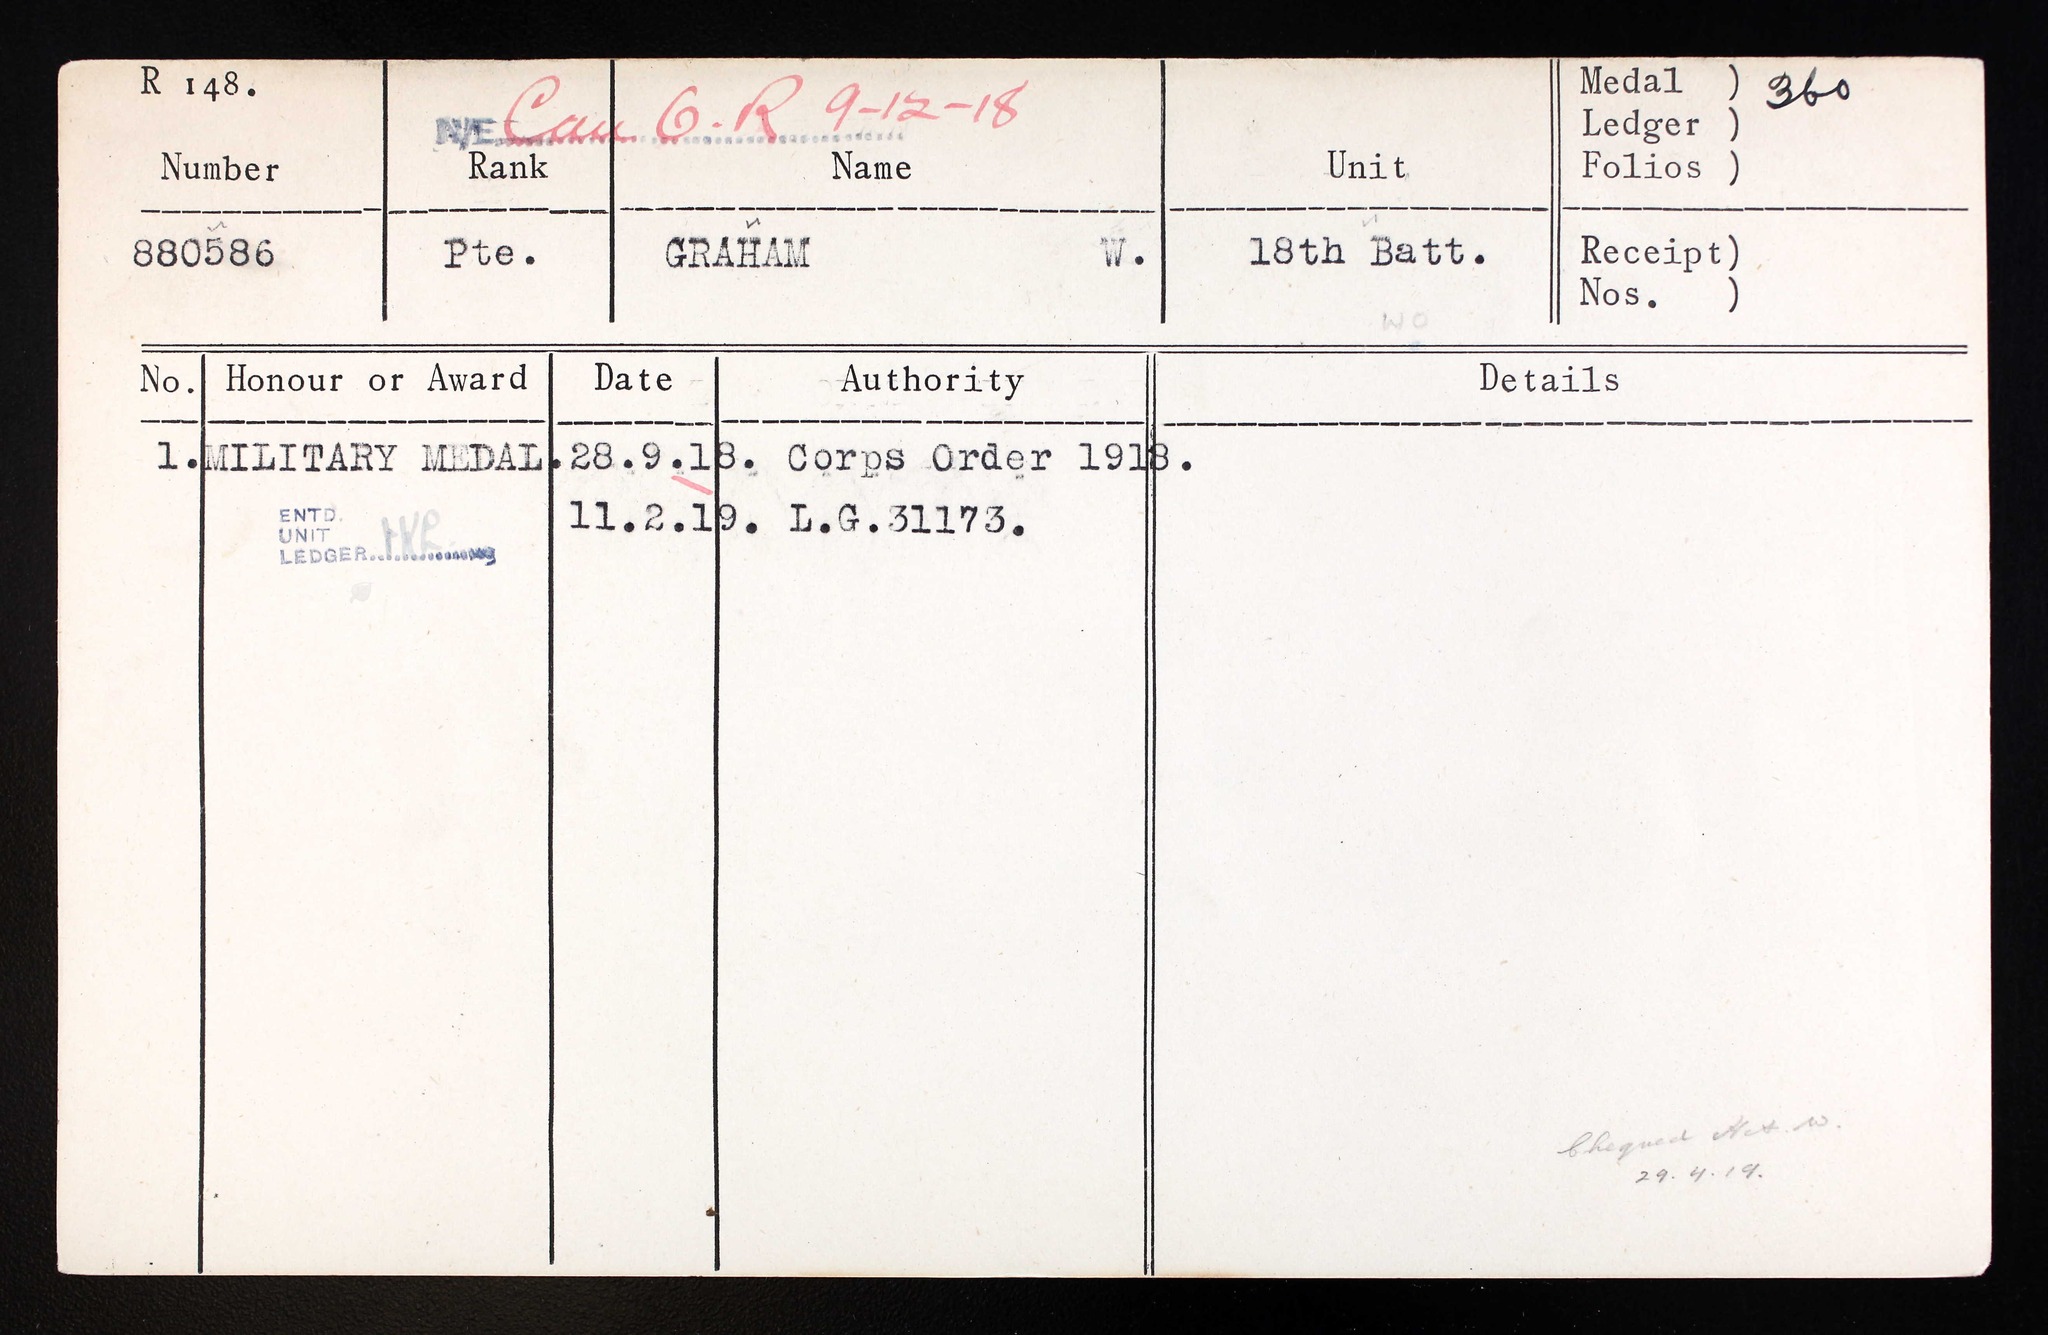 R 148.
N/E Can O.R 9-12-18
Medal ) 360
Ledger )
Folios )
Number Rank Name Unit
880586 Pte. GRAHAM W. 18th Batt.
Receipt)
Nos. )
WO
No. Honour or Award Date Authority Details
1. MILITARY MEDAL. 28.9.18. Corps Order 1918.
11.2.19. L.G.31173.
ENTD.
UNIT
LEDGER
Chequed
29.4.19.